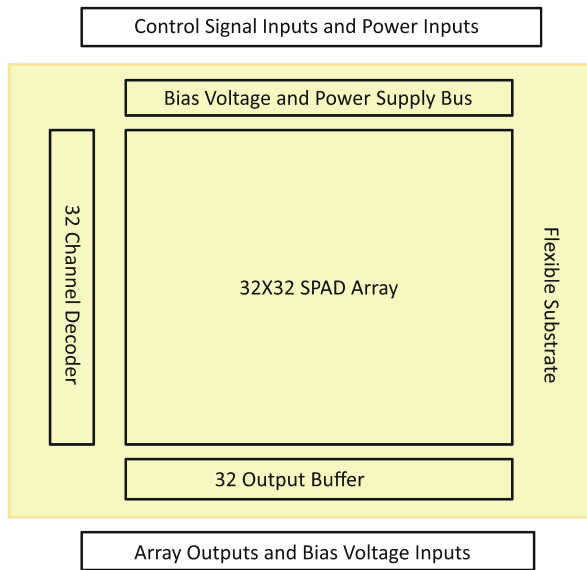 Control Signal Inputs and Power Inputs
Bias Voltage and Power Supply Bus
32 Channel Decoder
32X32 SPAD Array
Flexible Substrate
32 Output Buffer
Array Outputs and Bias Voltage Inputs